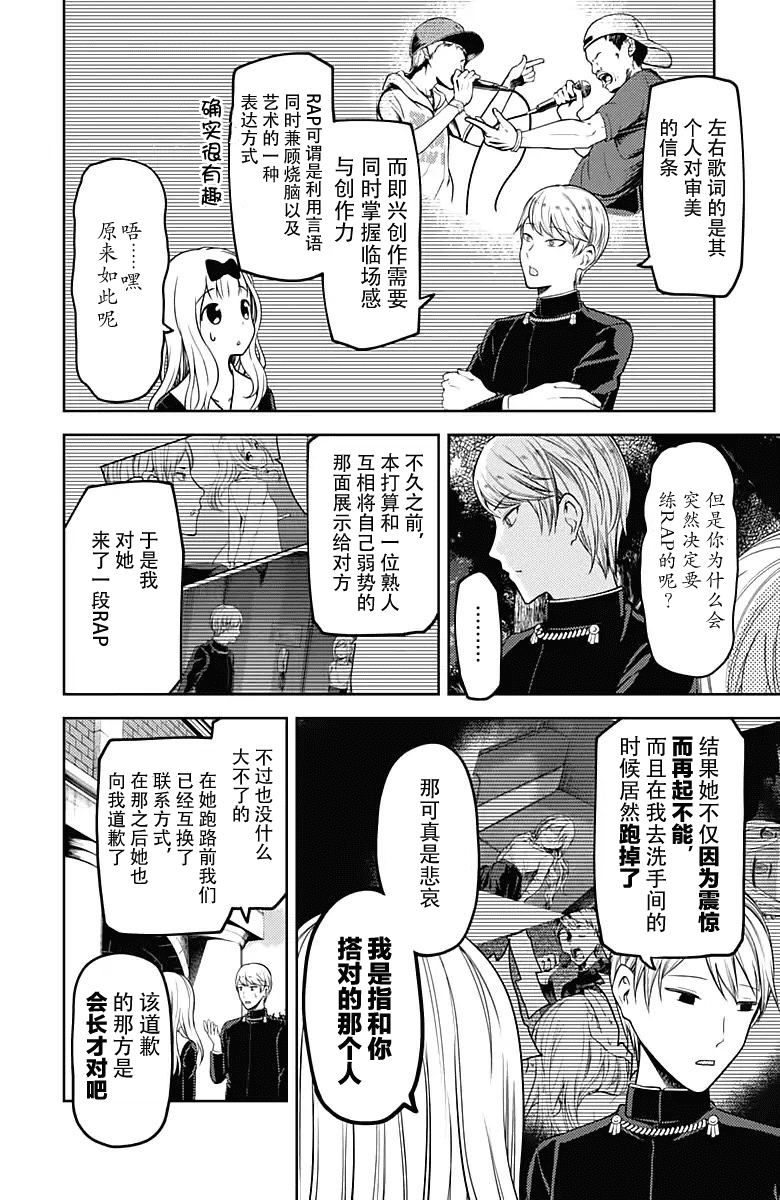 左右歌词的是其
个人对审美
的信条
而即兴创作需要
同时掌握临场感
与创作力
RAP可谓是利用言语
同时兼顾烧脑以及
艺术的一种
表达方式
确实很有趣
唔……嘿
原来如此呢
但是你为什么会
突然决定要
练RAP的呢？
……
不久之前，
本打算和一位熟人
互相将自己弱势的
那面展示给对方
于是我
对她
来了一段RAP
结果她不仅因为震惊
而再起不能，
而且在我去洗手间的
时候居然跑掉了
那可真是悲哀
我是指和你
搭对的那个人
不过也没什么
大不了的
在她跑路前我们
已经互换了
联系方式，
在那之后她也
向我道歉了
该道歉
的那方是
会长才对吧